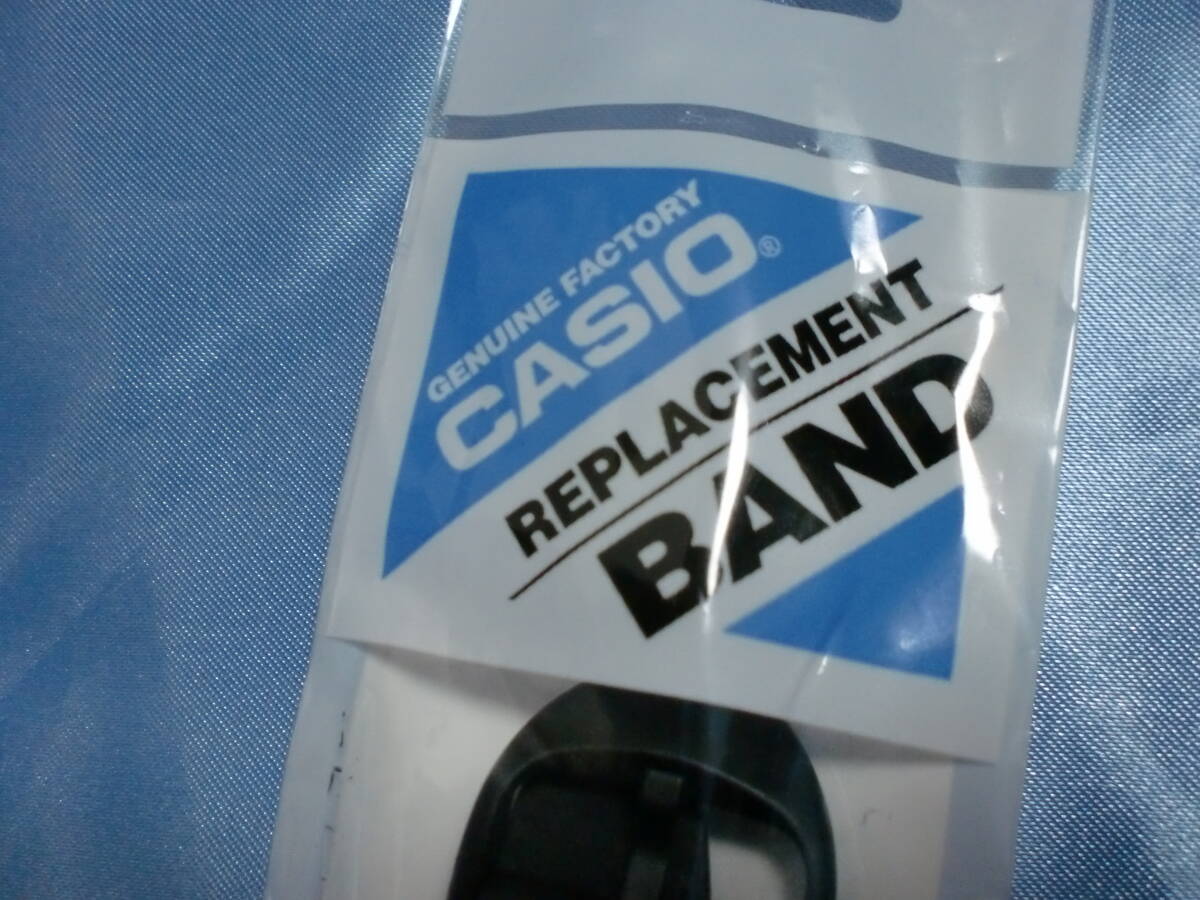 GENUINE FACTORY
CASIO®
REPLACEMENT
BAND